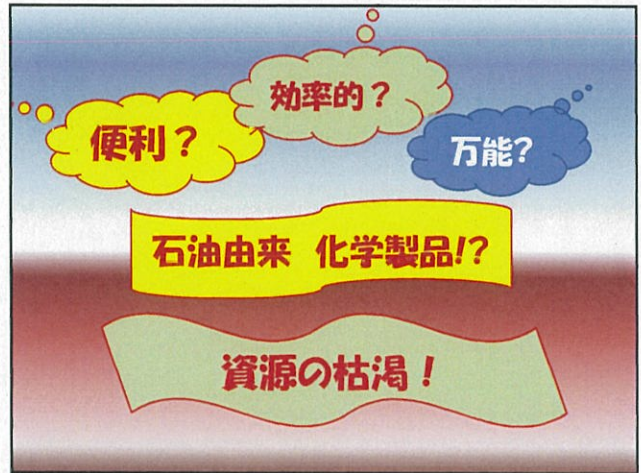 効率的？
便利？
万能?
石油由来 化学製品!?
資源の枯渇！